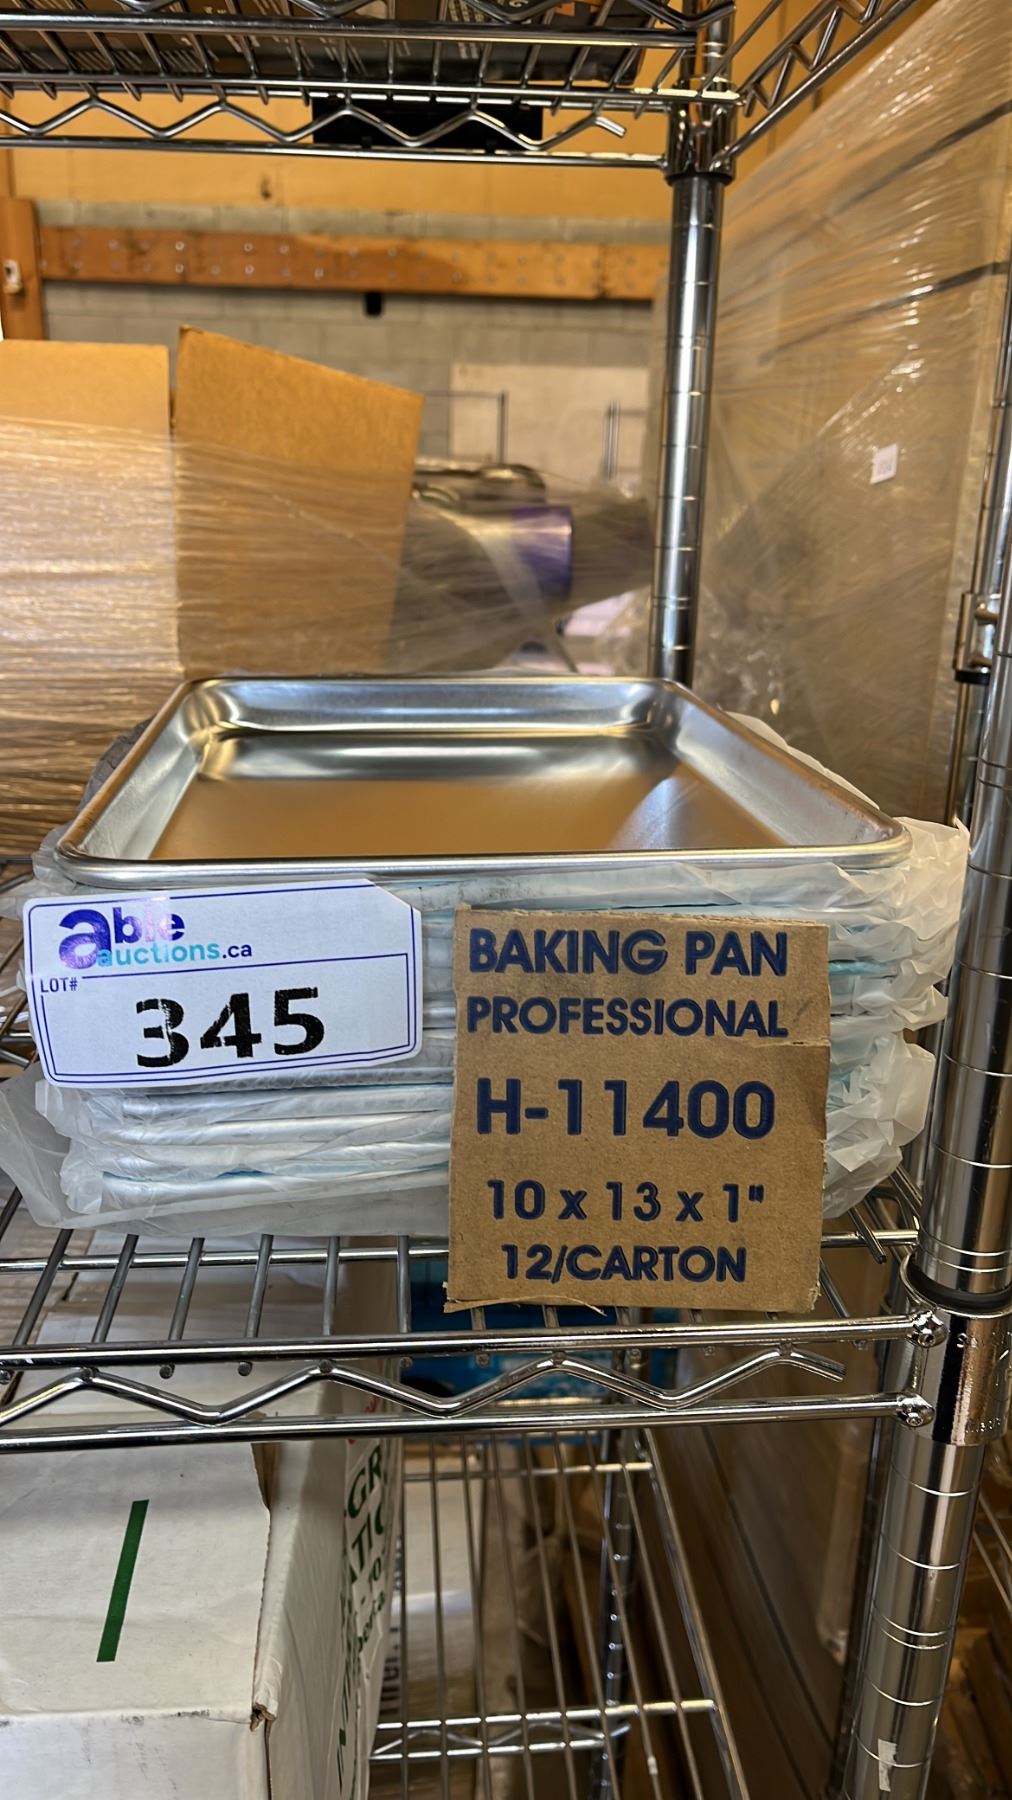 able
auctions.ca
LOT#
345
BAKING PAN
PROFESSIONAL
H-11400
10 x 13 x 1"
12/CARTON